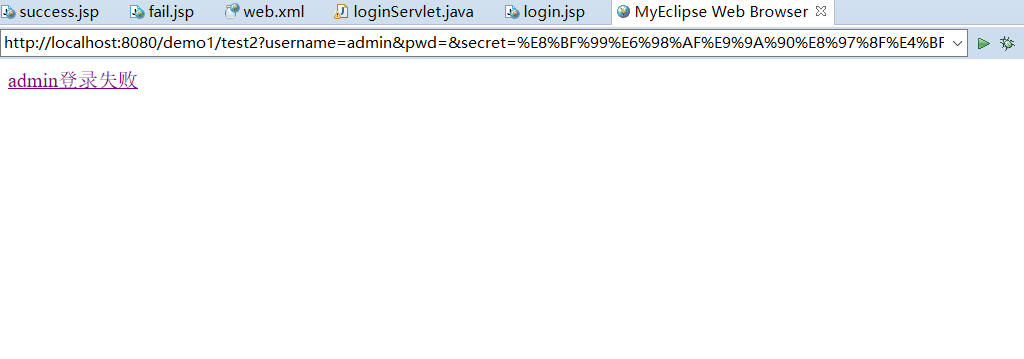 success.jsp fail.jsp web.xml loginServlet.java login.jsp MyEclipse Web Browser
http://localhost:8080/demo1/test2?username=admin&pwd=&secret=%E8%BF%99%E6%98%AF%E9%9A%90%E8%97%8F%E4%BF
admin登录失败